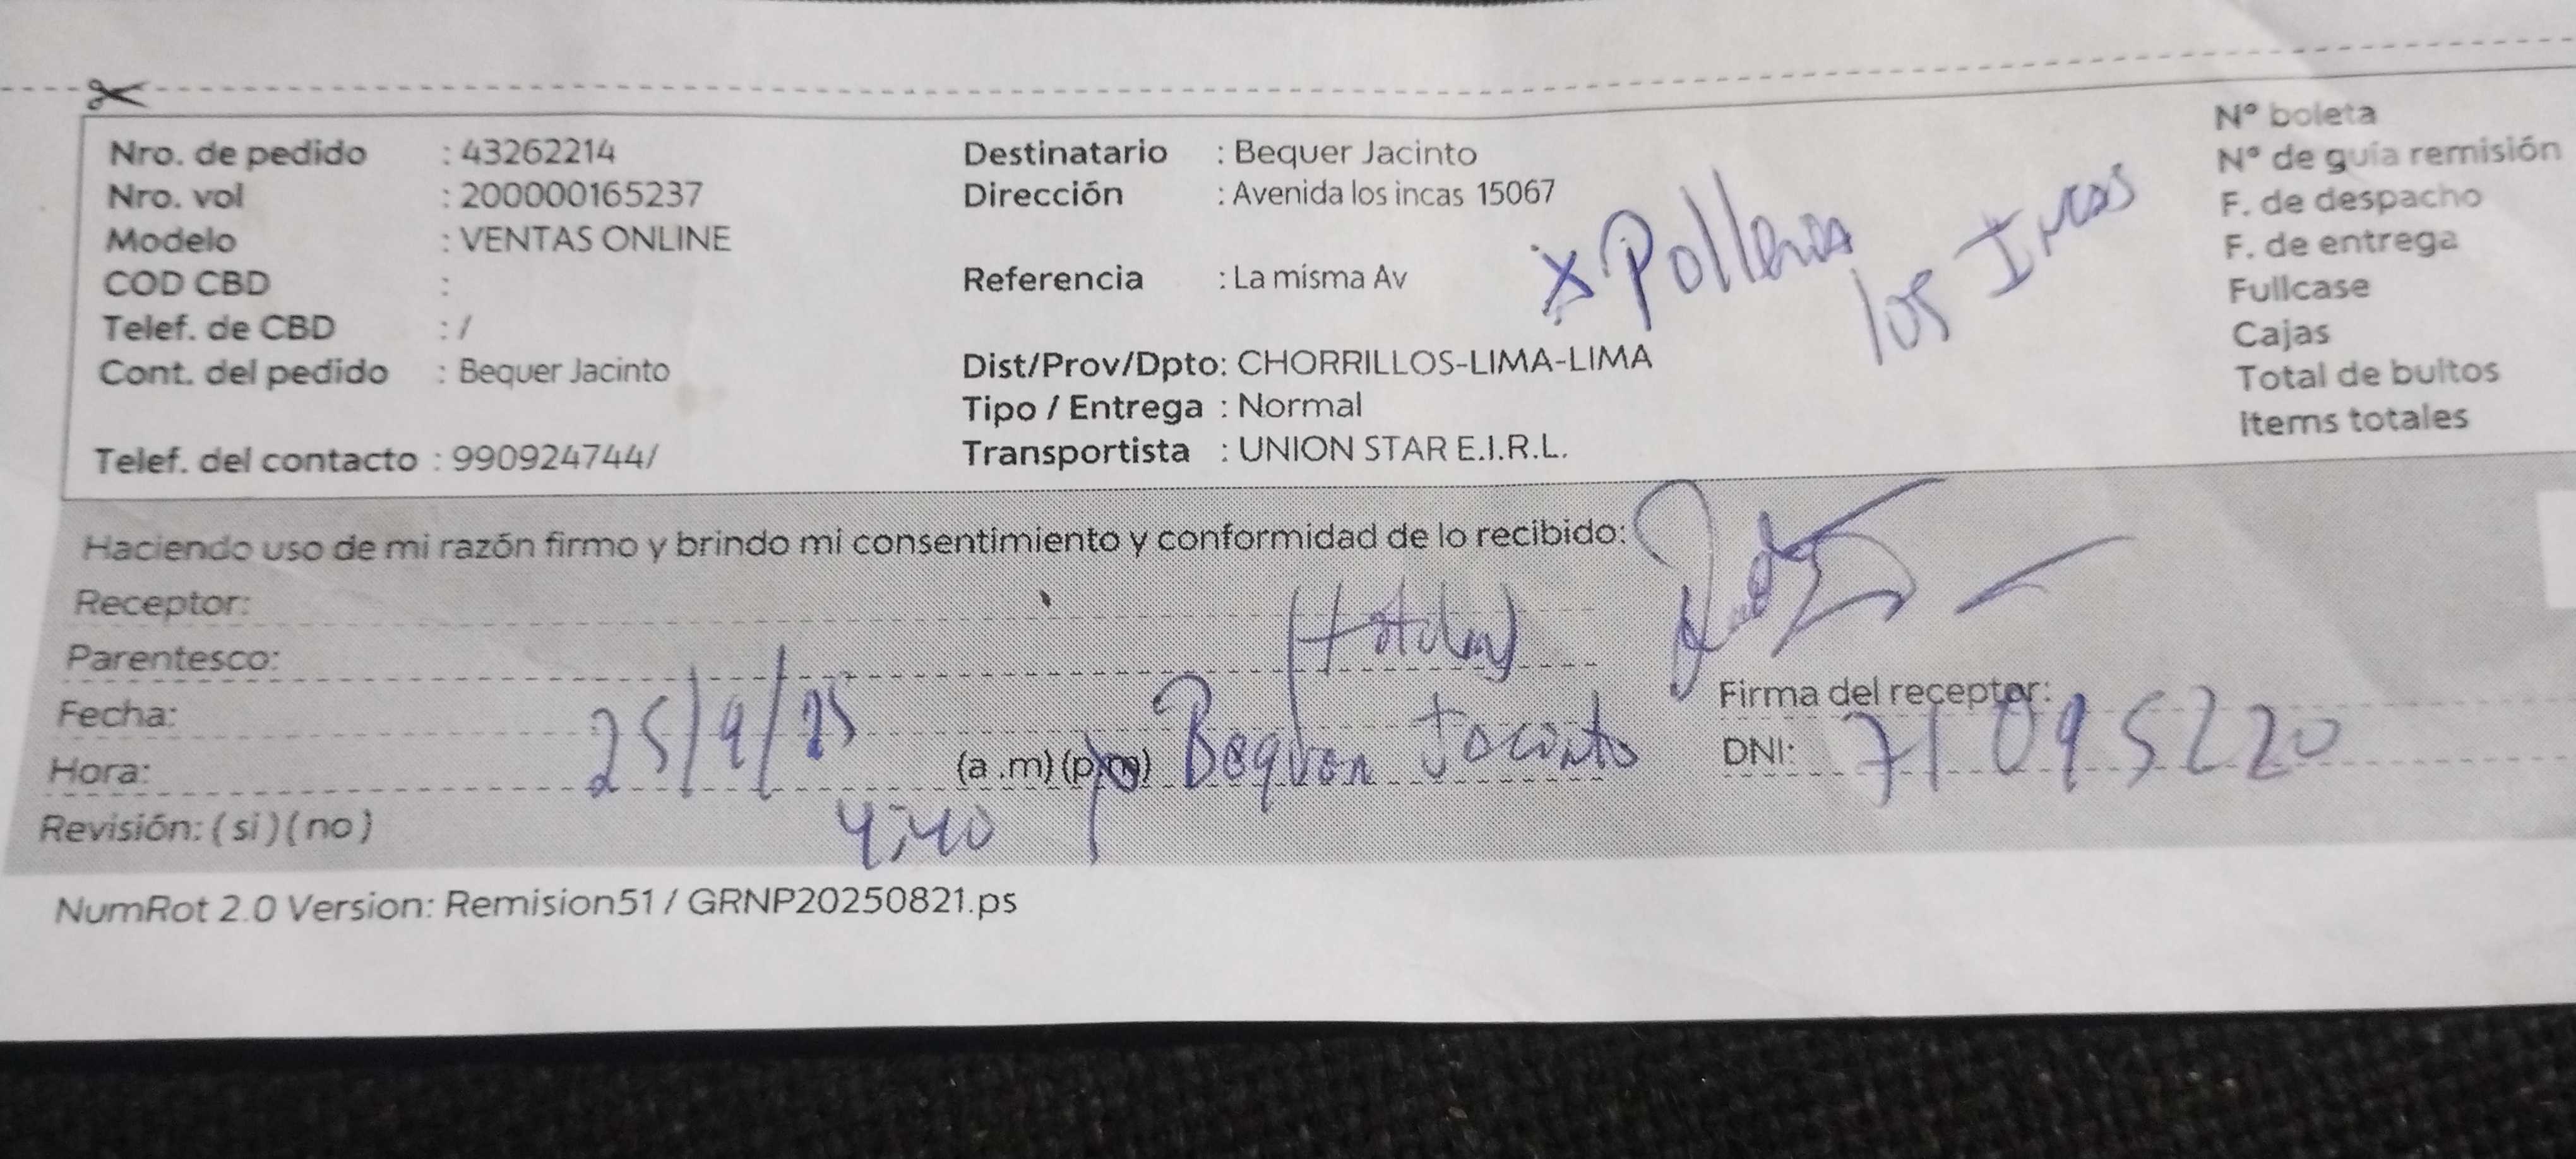 Nro. de pedido : 43262214
Nro. vol : 200000165237
Modelo : VENTAS ONLINE
COD CBD :
Telef. de CBD : /
Cont. del pedido : Bequer Jacinto
Telef. del contacto : 990924744/
Destinatario : Bequer Jacinto
Dirección : Avenida los incas 15067
Referencia : La misma Av
Dist/Prov/Dpto: CHORRILLOS-LIMA-LIMA
Tipo / Entrega : Normal
Transportista : UNION STAR E.I.R.L.
x Polleras
los Incas
N° boleta
N° de guía remisión
F. de despacho
F. de entrega
Fullcase
Cajas
Total de bultos
Items totales
Haciendo uso de mi razón firmo y brindo mi consentimiento y conformidad de lo recibido:
Receptor:
Parentesco:
Fecha: 25/9/25
Hora: 4:40 (a .m) (p.m)
Bequer Jacinto
Revisión: ( si ) ( no )
Firma del receptor:
DNI: 71095220
NumRot 2.0 Version: Remision51 / GRNP20250821.ps